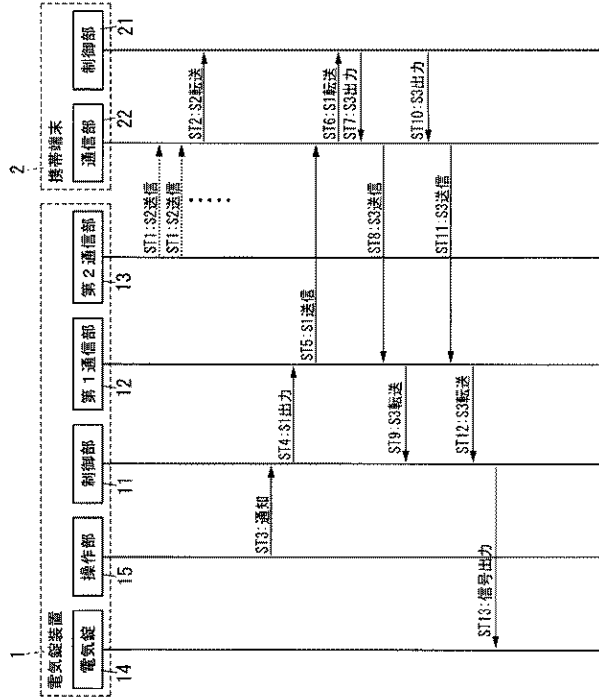 1
電気錠装置
2
携帯端末
電気錠
操作部
制御部
第1通信部
第2通信部
通信部
制御部
14
15
11
12
13
22
21
ST1:S2送信
ST1:S2送信
ST2:S2転送
ST3:通知
ST4:S1出力
ST5:S1送信
ST6:S1転送
ST7:S3出力
ST8:S3送信
ST9:S3転送
ST10:S3出力
ST11:S3送信
ST12:S3転送
ST13:信号出力